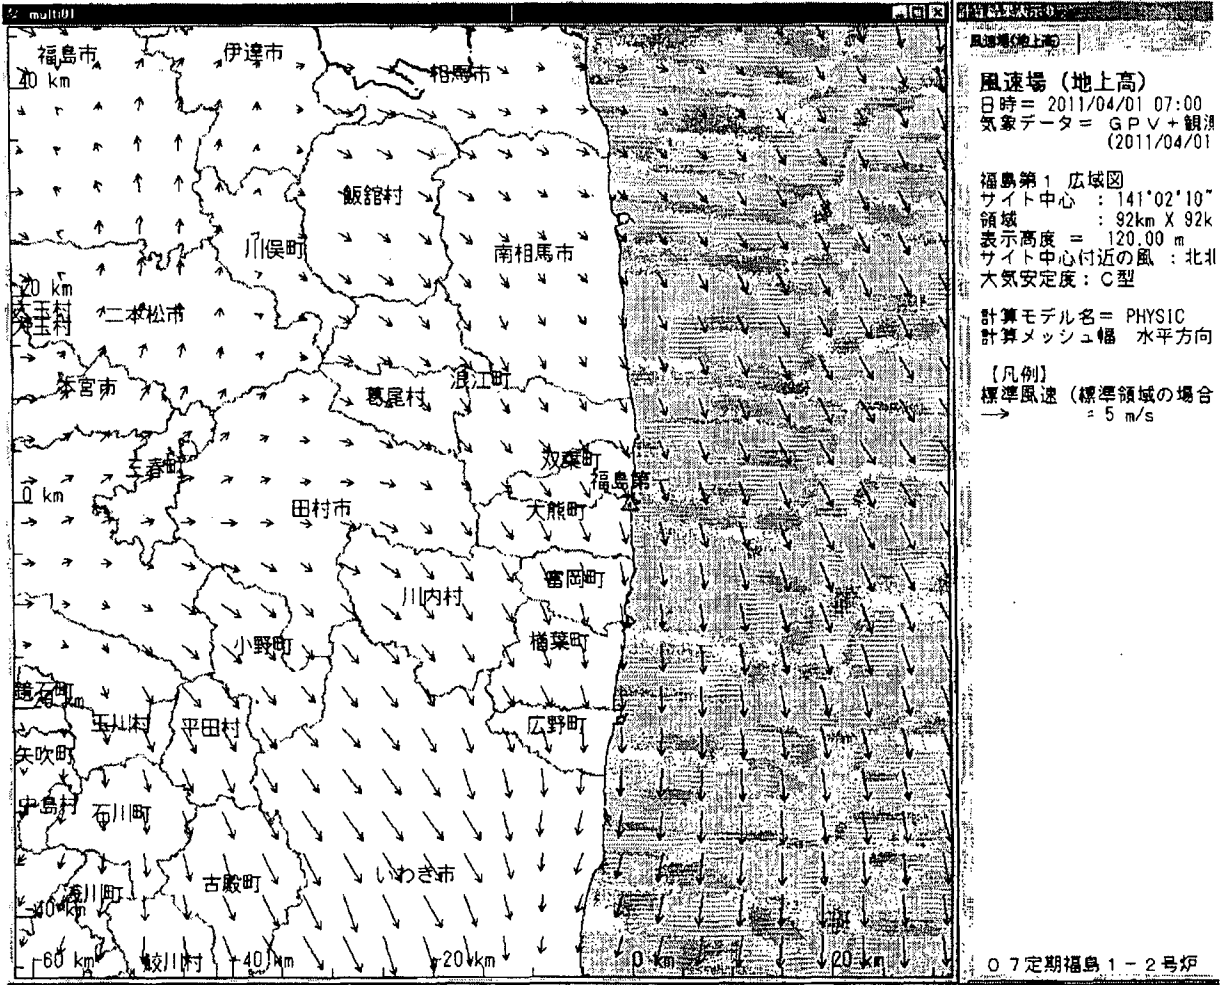 multi01
福島市
伊達市
相馬市
40 km
飯舘村
川俣町
南相馬市
20 km
大玉村
二本松市
本宮市
葛尾村
浪江町
三春町
双葉町
福島第一
0 km
田村市
大熊町
川内村
富岡町
小野町
楢葉町
鏡石町
-20 km
玉川村
平田村
広野町
矢吹町
中島村
石川町
浅川町
古殿町
いわき市
-40 km
-60 km
鮫川村
-40 km
-20 km
0 km
20 km
計算結果表示
風速場(地上高)
風速場（地上高）
日時＝ 2011/04/01 07:00
気象データ＝ ＧＰＶ＋観測
(2011/04/01
福島第１ 広域図
サイト中心 ： 141°02'10"
領域 ： 92km X 92k
表示高度 ＝ 120.00 m
サイト中心付近の風 ：北北
大気安定度：Ｃ型
計算モデル名＝ PHYSIC
計算メッシュ幅 水平方向
【凡例】
標準風速（標準領域の場合
→ = 5 m/s
０７定期福島１－２号炉